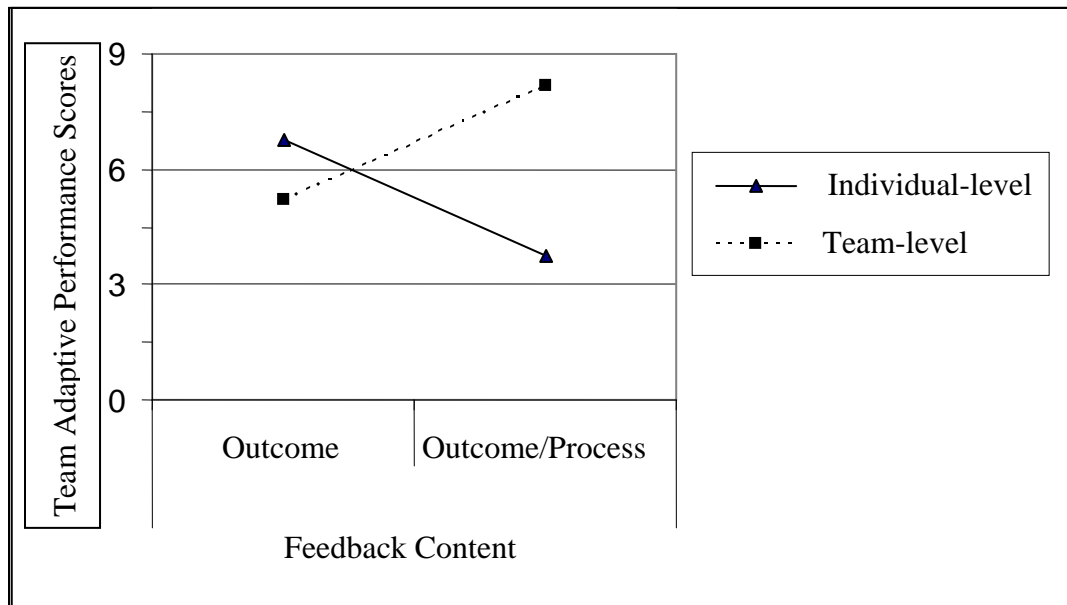 Team Adaptive Performance Scores
9
6
3
0
Outcome
Outcome/Process
Feedback Content
Individual-level
Team-level